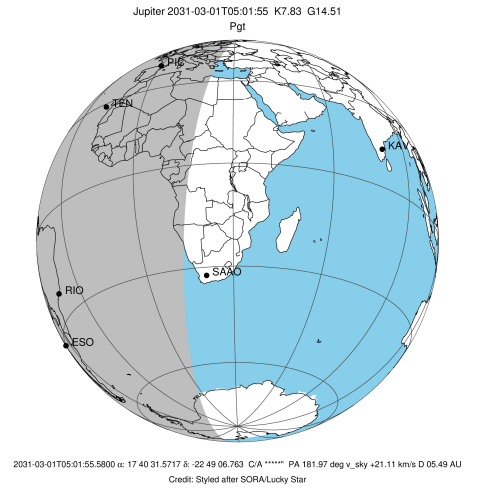 Jupiter 2031-03-01T05:01:55 K7.83 G14.51
Pgt
PIC
TEN
KAV
SAAO
RIO
ESO
2031-03-01T05:01:55.5800 α: 17 40 31.5717 δ: -22 49 06.763 C/A *****" PA 181.97 deg v_sky +21.11 km/s D 05.49 AU
Credit: Styled after SORA/Lucky Star